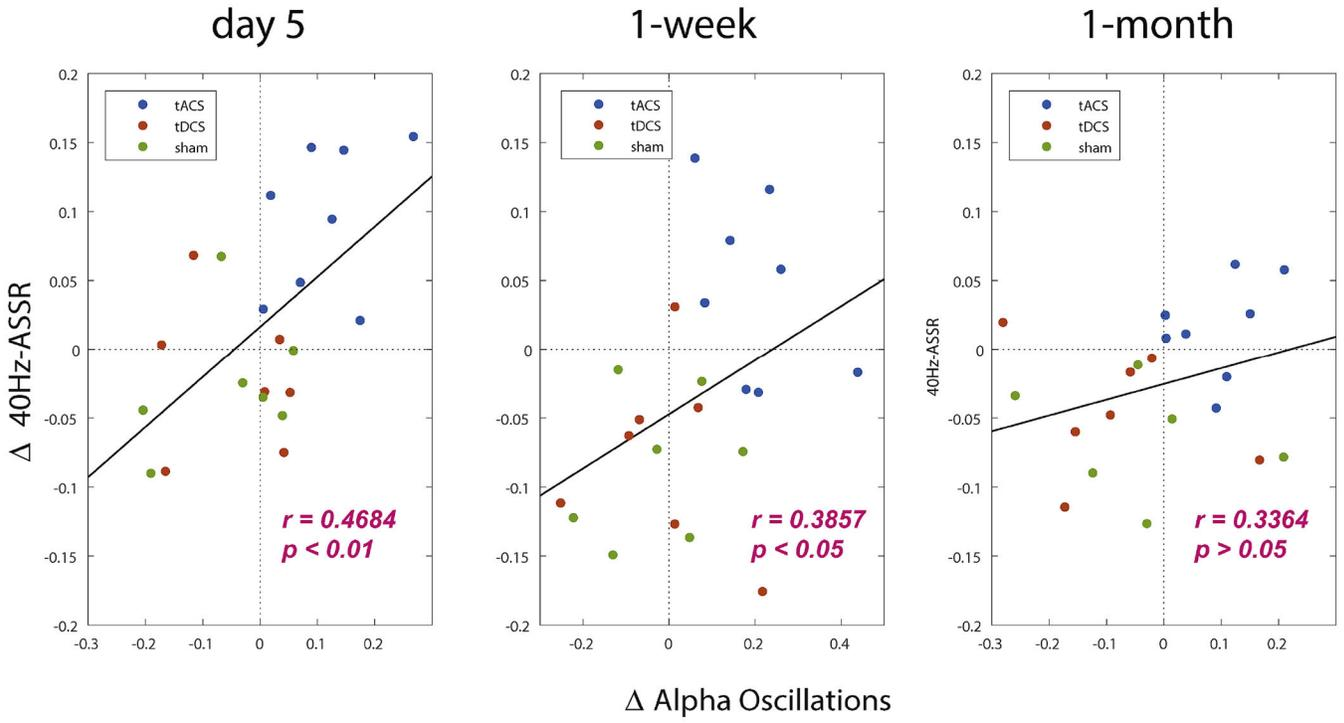 day 5
1-week
1-month
Δ 40Hz-ASSR
0.2
0.15
0.1
0.05
0
-0.05
-0.1
-0.15
-0.2
tACS
tDCS
sham
r = 0.4684
p < 0.01
-0.3 -0.2 -0.1 0 0.1 0.2
0.2
0.15
0.1
0.05
0
-0.05
-0.1
-0.15
-0.2
tACS
tDCS
sham
r = 0.3857
p < 0.05
-0.2 0 0.2 0.4
40Hz-ASSR
0.2
0.15
0.1
0.05
0
-0.05
-0.1
-0.15
-0.2
tACS
tDCS
sham
r = 0.3364
p > 0.05
-0.3 -0.2 -0.1 0 0.1 0.2
Δ Alpha Oscillations